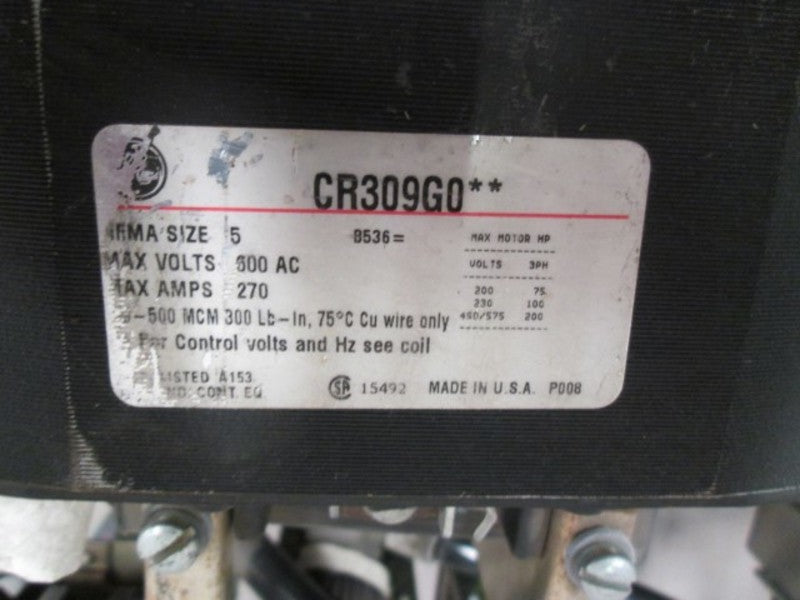 CR309G0**
NEMA SIZE 5
8536=
MAX VOLTS 600 AC
MAX AMPS 270
-500 MCM 300 Lb-In, 75°C Cu wire only
For Control volts and Hz see coil
MAX MOTOR HP
VOLTS 3PH
200 75
230 100
450/575 200
LISTED A153
IND. CONT. EQ.
SA 15492
MADE IN U.S.A. P008